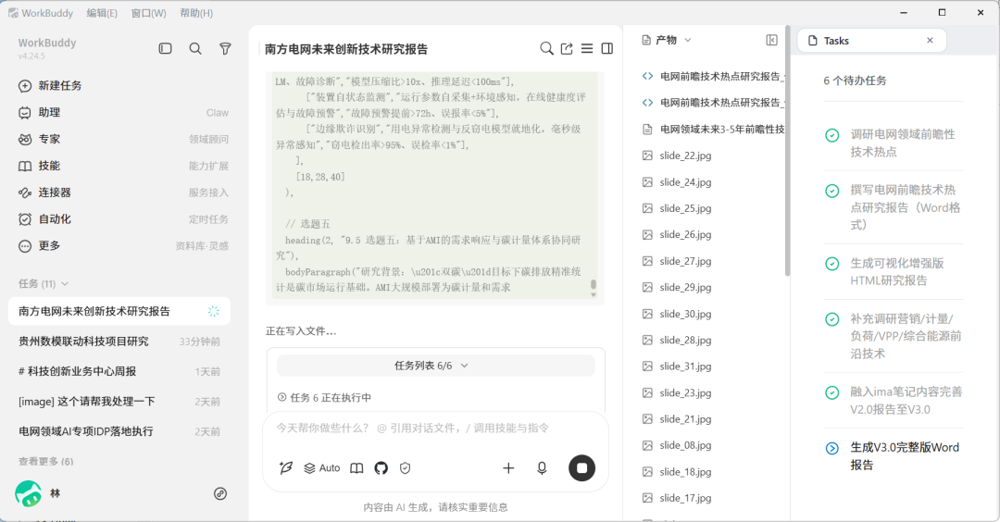 WorkBuddy 编辑(E) 窗口(W) 帮助(H)
WorkBuddy
v4.24.5
新建任务
助理 Claw
专家 领域顾问
技能 能力扩展
连接器 服务接入
自动化 定时任务
更多 资料库·灵感
任务 (11)
南方电网未来创新技术研究报告
贵州数模联动科技项目研究 33分钟前
# 科技创新业务中心周报 1天前
[image] 这个请帮我处理一下 2天前
电网领域AI专项IDP落地执行 2天前
查看更多 (6)
林
南方电网未来创新技术研究报告
LM、故障诊断","模型压缩比>10x、推理延迟<100ms"],
["装置自状态监测","运行参数自采集+环境感知，在线健康度评
估与故障预警","故障预警提前>72h、误报率<5%"],
["边缘欺诈识别","用电异常检测与反窃电模型就地化，毫秒级
异常感知","窃电检出率>95%、误检率<1%"],
],
[18,28,40]
),
// 选题五
heading(2, "9.5 选题五：基于AMI的需求响应与碳计量体系协同研
究"),
bodyParagraph("研究背景：\u201c双碳\u201d目标下碳排放精准统
计是碳市场运行基础。AMI大规模部署为碳计量和需求
正在写入文件...
任务列表 6/6
任务 6 正在执行中
今天帮你做些什么？ @ 引用对话文件，/ 调用技能与指令
Auto
内容由 AI 生成，请核实重要信息
产物
电网前瞻技术热点研究报告_
电网前瞻技术热点研究报告_
电网领域未来3-5年前瞻性技
slide_22.jpg
slide_24.jpg
slide_25.jpg
slide_26.jpg
slide_27.jpg
slide_29.jpg
slide_30.jpg
slide_28.jpg
slide_31.jpg
slide_23.jpg
slide_21.jpg
slide_08.jpg
slide_18.jpg
slide_17.jpg
Tasks
6 个待办任务
调研电网领域前瞻性
技术热点
撰写电网前瞻技术热
点研究报告（Word格
式）
生成可视化增强版
HTML研究报告
补充调研营销/计量/
负荷/VPP/综合能源前
沿技术
融入ima笔记内容完善
V2.0报告至V3.0
生成V3.0完整版Word
报告